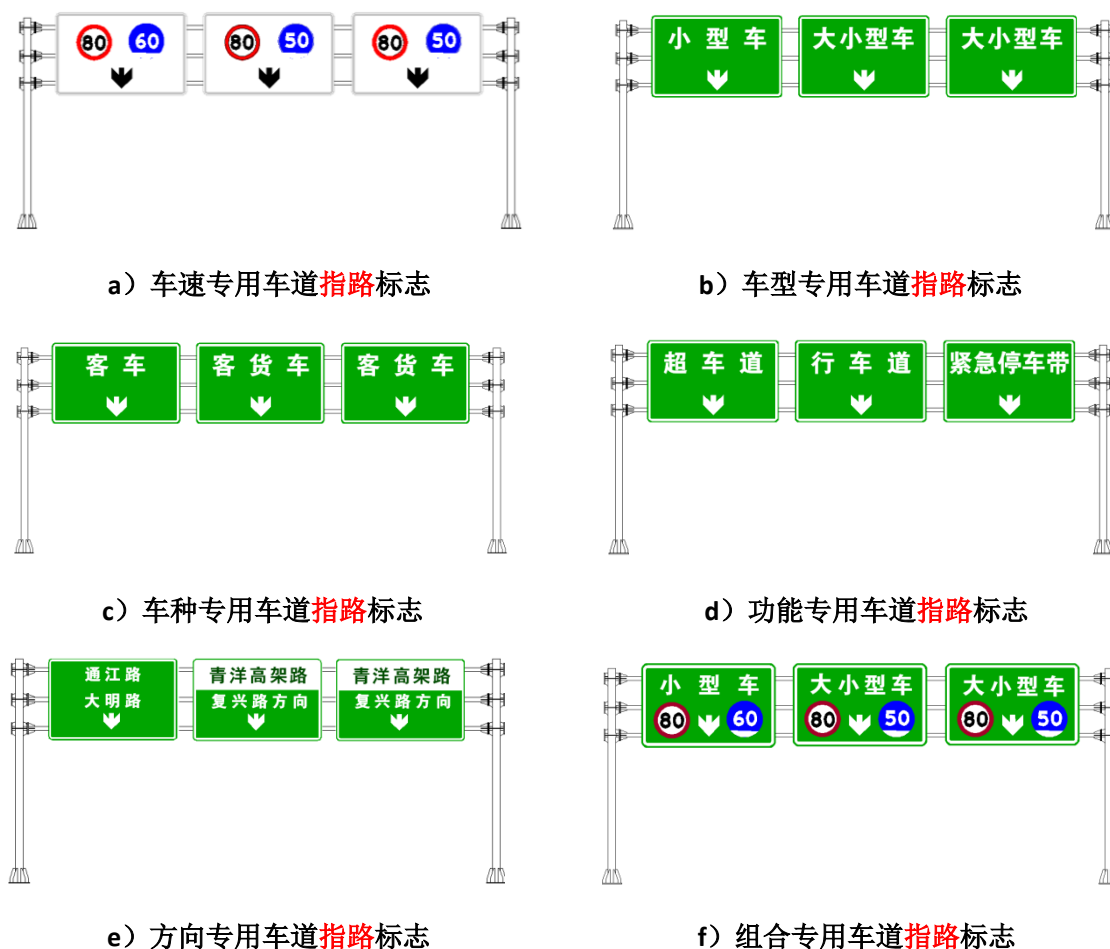 80 60 80 50 80 50
小型车 大小型车 大小型车
a）车速专用车道指路标志
b）车型专用车道指路标志
客车 客货车 客货车
超车道 行车道 紧急停车带
c）车种专用车道指路标志
d）功能专用车道指路标志
通江路
大明路
青洋高架路
复兴路方向
青洋高架路
复兴路方向
小型车
80 60
大小型车
80 50
大小型车
80 50
e）方向专用车道指路标志
f）组合专用车道指路标志